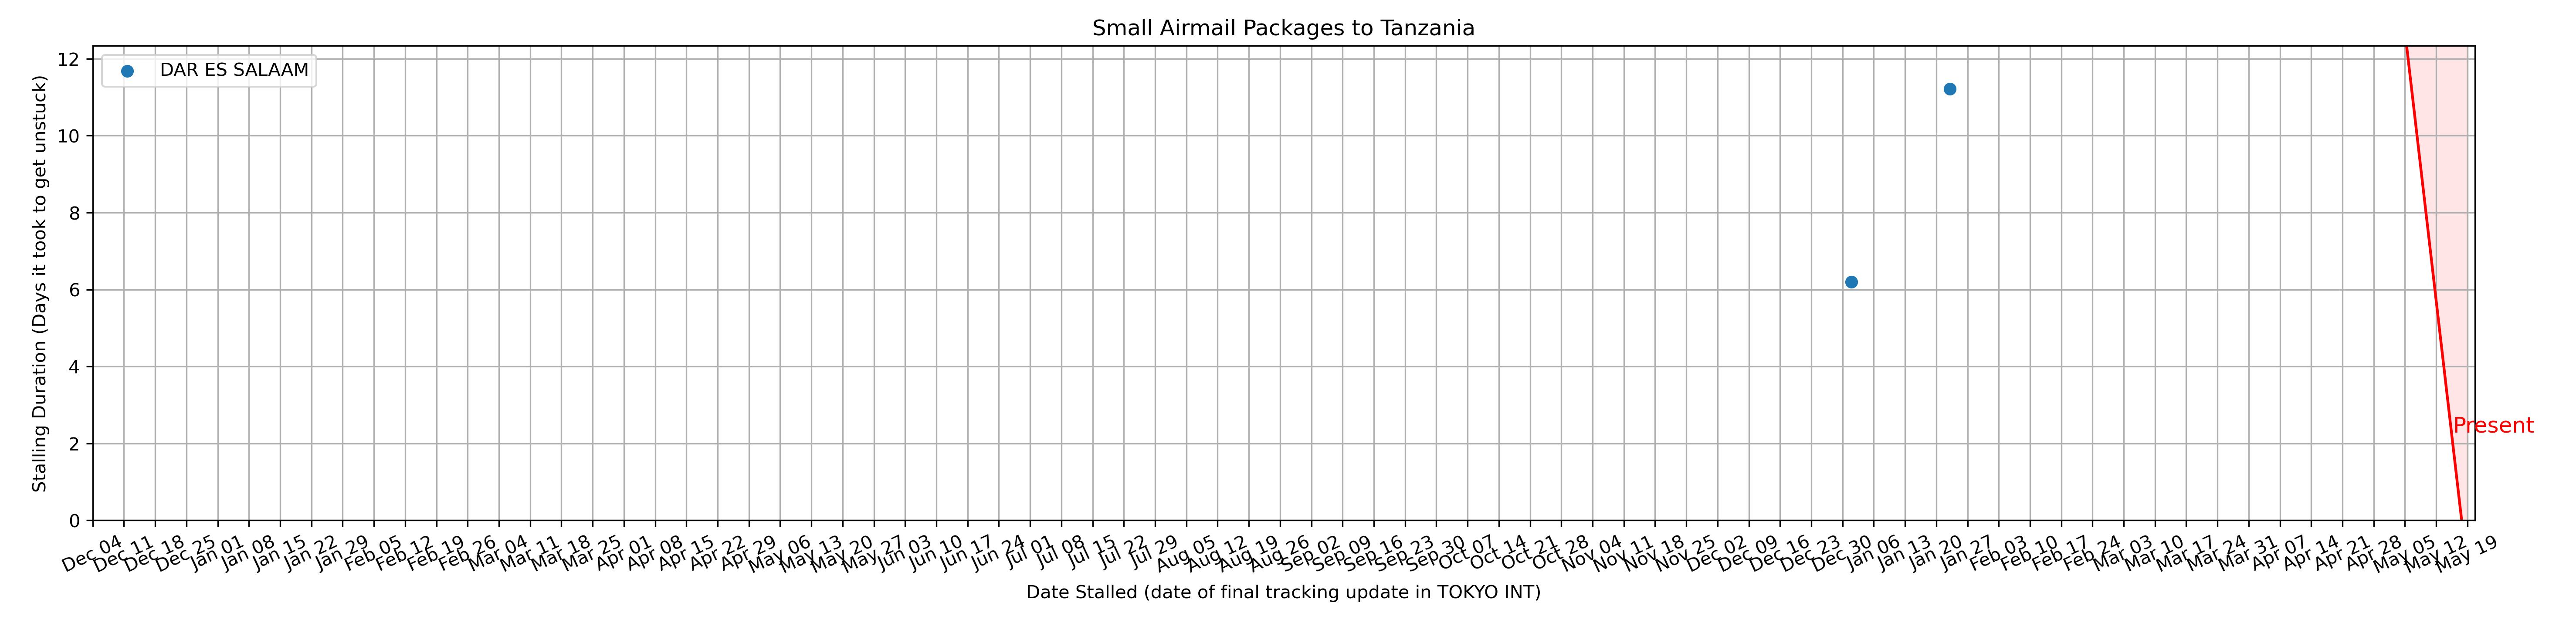 Small Airmail Packages to Tanzania
DAR ES SALAAM
Stalling Duration (Days it took to get unstuck)
12
10
8
6
4
2
0
Present
Dec 04
Dec 11
Dec 18
Dec 25
Jan 01
Jan 08
Jan 15
Jan 22
Jan 29
Feb 05
Feb 12
Feb 19
Feb 26
Mar 04
Mar 11
Mar 18
Mar 25
Apr 01
Apr 08
Apr 15
Apr 22
Apr 29
May 06
May 13
May 20
May 27
Jun 03
Jun 10
Jun 17
Jun 24
Jul 01
Jul 08
Jul 15
Jul 22
Jul 29
Aug 05
Aug 12
Aug 19
Aug 26
Sep 02
Sep 09
Sep 16
Sep 23
Sep 30
Oct 07
Oct 14
Oct 21
Oct 28
Nov 04
Nov 11
Nov 18
Nov 25
Dec 02
Dec 09
Dec 16
Dec 23
Dec 30
Jan 06
Jan 13
Jan 20
Jan 27
Feb 03
Feb 10
Feb 17
Feb 24
Mar 03
Mar 10
Mar 17
Mar 24
Mar 31
Apr 07
Apr 14
Apr 21
Apr 28
May 05
May 12
May 19
Date Stalled (date of final tracking update in TOKYO INT)